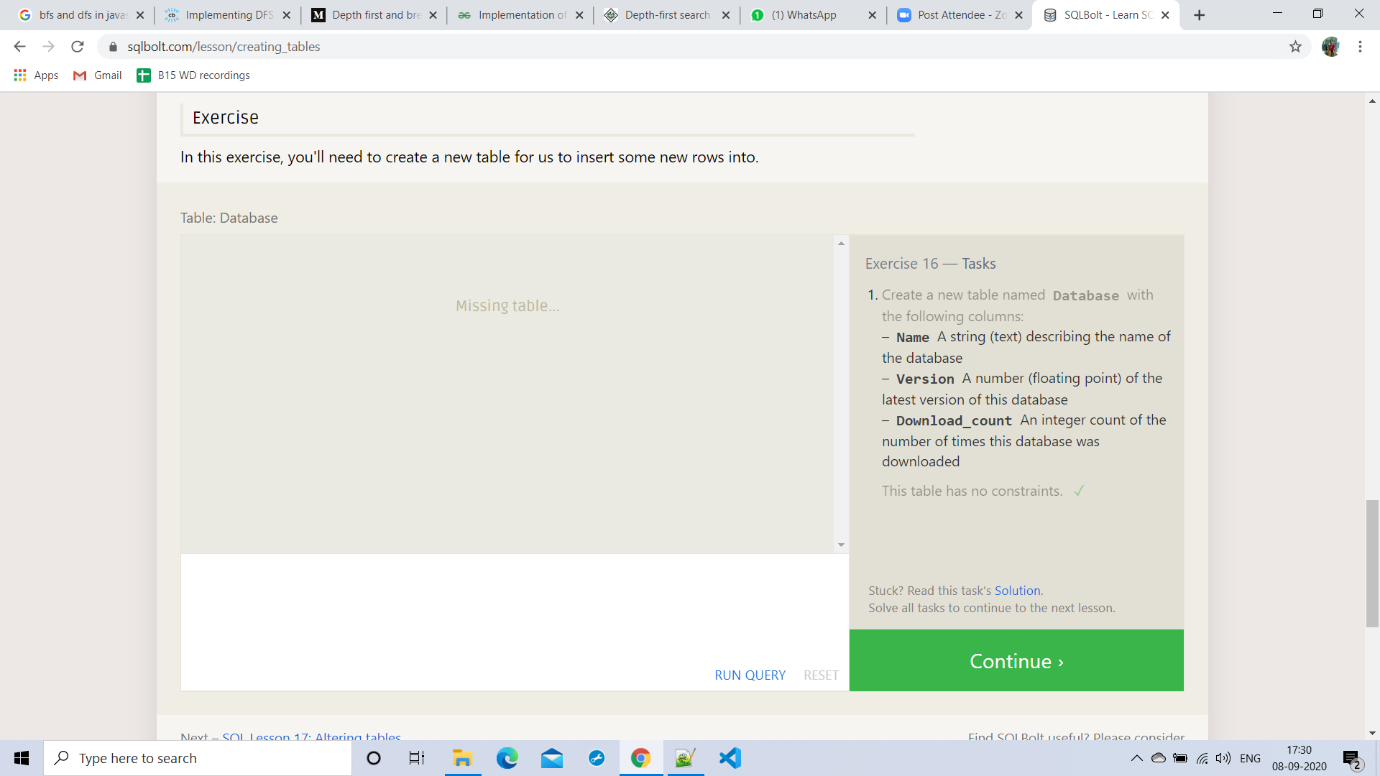 bfs and dfs in javas
Implementing DFS
Depth first and bre
Implementation of
Depth-first search
(1) WhatsApp
Post Attendee - Zo
SQLBolt - Learn SQ
sqlbolt.com/lesson/creating_tables
Apps
Gmail
B15 WD recordings
Exercise
In this exercise, you'll need to create a new table for us to insert some new rows into.
Table: Database
Missing table...
Exercise 16 — Tasks
1. Create a new table named Database with
the following columns:
– Name A string (text) describing the name of
the database
– Version A number (floating point) of the
latest version of this database
– Download_count An integer count of the
number of times this database was
downloaded
This table has no constraints. ✓
Stuck? Read this task's Solution.
Solve all tasks to continue to the next lesson.
RUN QUERY RESET
Continue ›
Next – SQL Lesson 17: Altering tables
Find SQLBolt useful? Please consider
Type here to search
ENG
17:30
08-09-2020
2